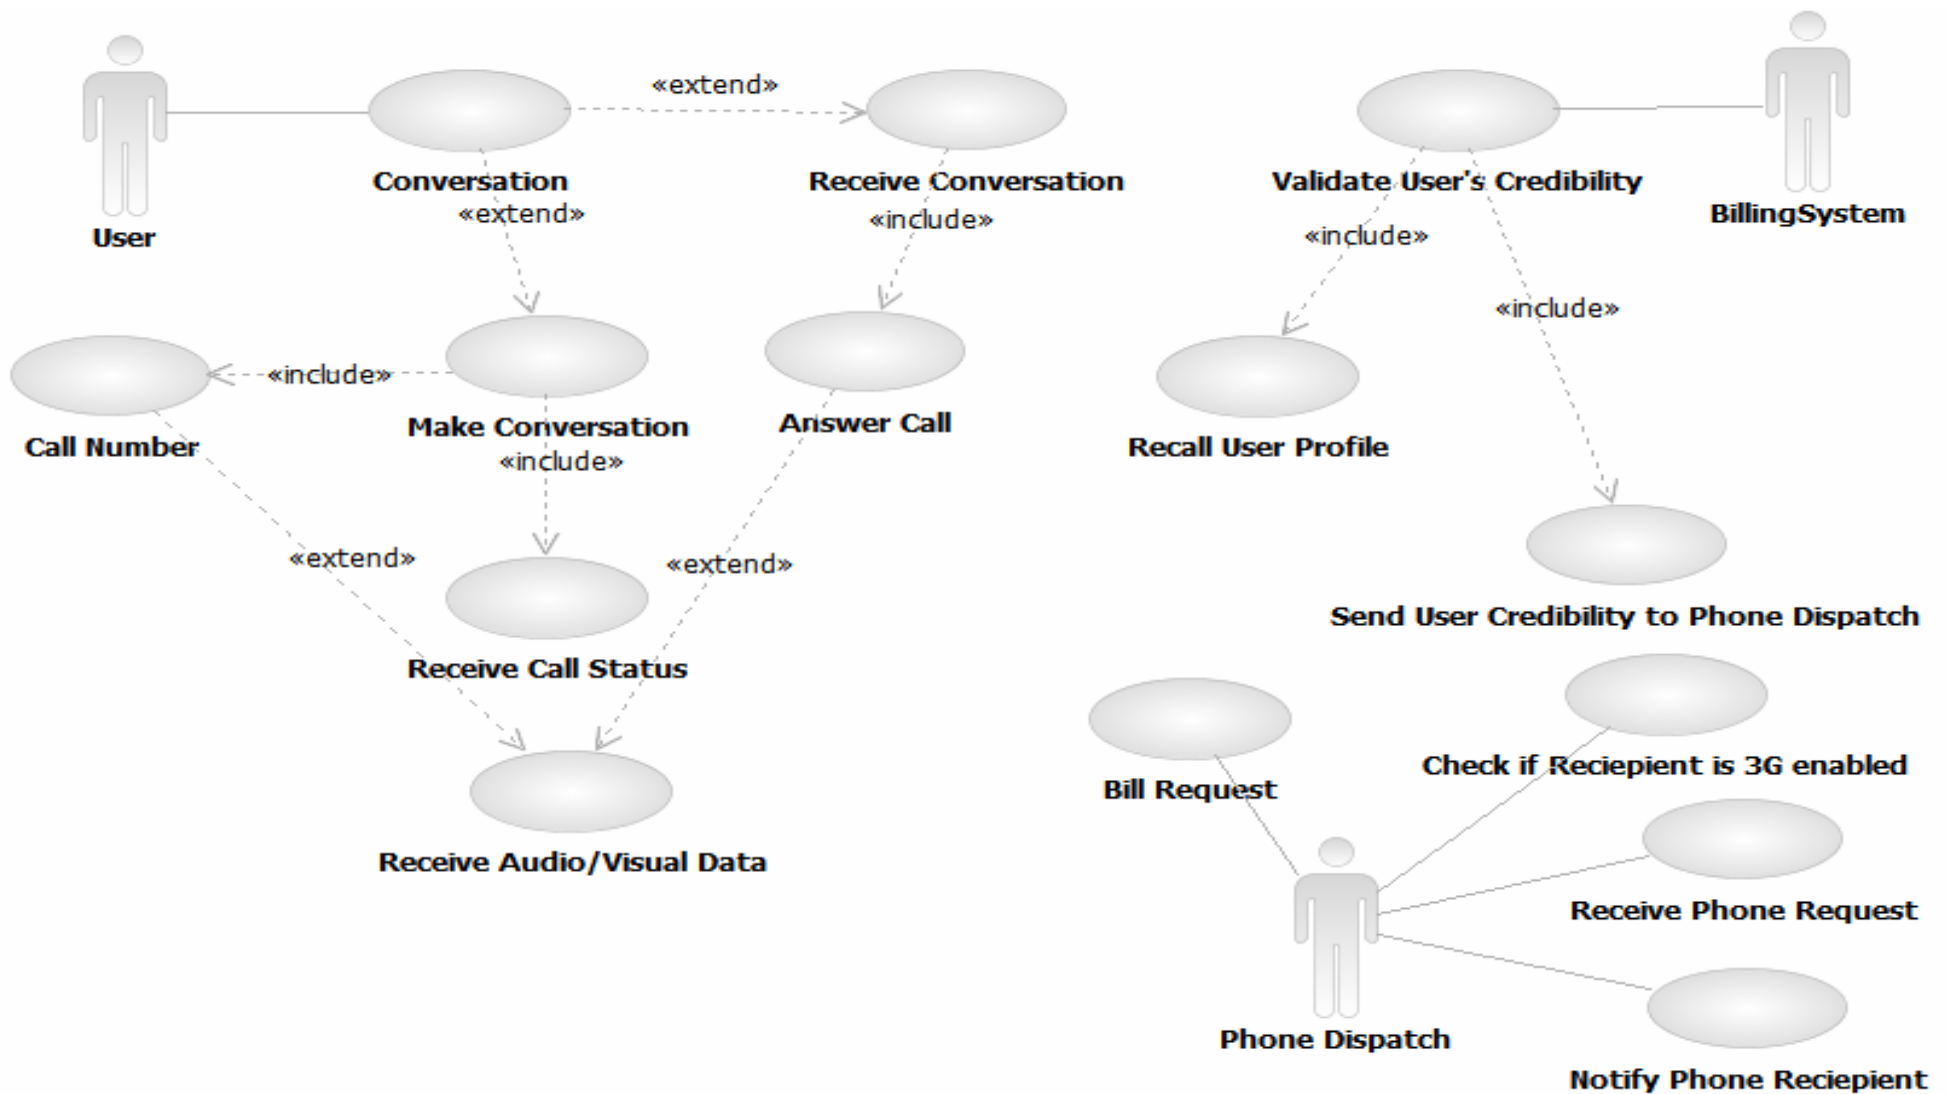 «extend»
Conversation
Receive Conversation
Validate User's Credibility
«extend»
«include»
BillingSystem
User
«include»
«include»
«include»
Call Number
Make Conversation
Answer Call
Recall User Profile
«include»
«extend»
«extend»
Send User Credibility to Phone Dispatch
Receive Call Status
Check if Reciepient is 3G enabled
Bill Request
Receive Audio/Visual Data
Receive Phone Request
Phone Dispatch
Notify Phone Reciepient